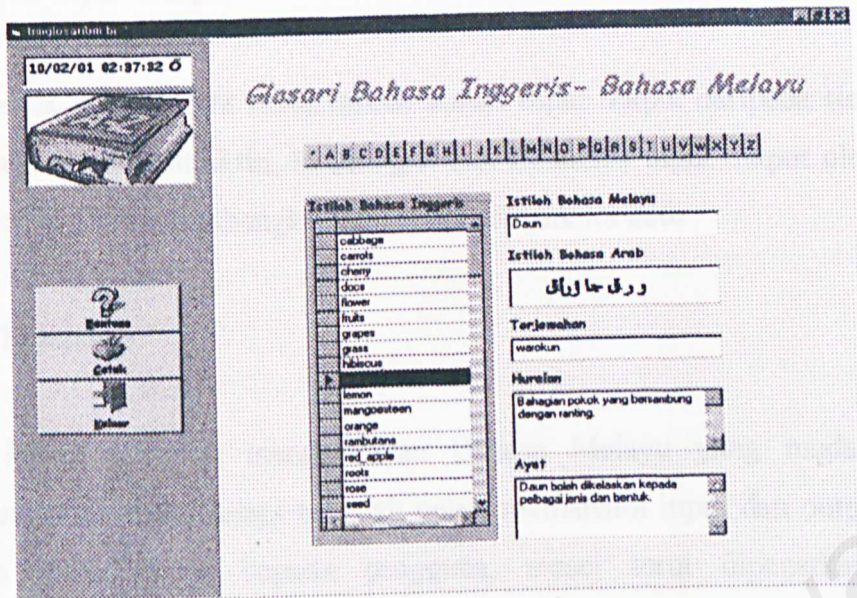 10/02/01 02:37:32
Glosari Bahasa Inggeris- Bahasa Melayu
* A B C D E F G H I J K L M N O P Q R S T U V W X Y Z
Istilah Bahasa Inggeris
cabbage
carrots
cherry
docs
flower
fruits
grapes
grass
hibiscus
lemon
mangosteen
orange
rambutans
red_apple
roots
rose
seed
Istilah Bahasa Melayu
Daun
Istilah Bahasa Arab
Terjemahan
warokun
Huraian
Bahagian pokok yang bersambung
dengan ranting.
Ayat
Daun boleh dikelaskan kepada
pelbagai jenis dan bentuk.
Bantuan
Cetak
Keluar